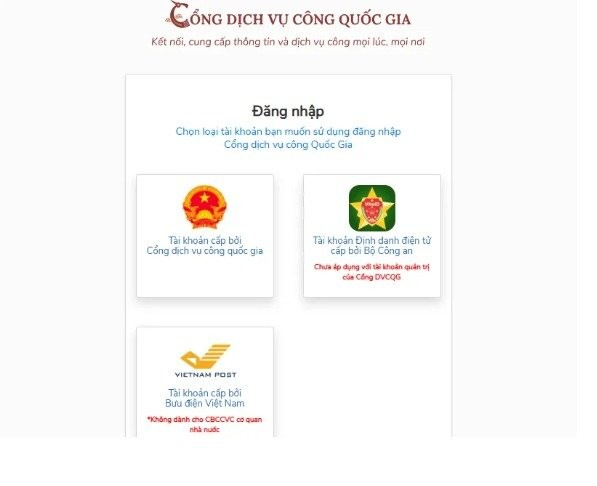 CỔNG DỊCH VỤ CÔNG QUỐC GIA
Kết nối, cung cấp thông tin và dịch vụ công mọi lúc, mọi nơi
Đăng nhập
Chọn loại tài khoản bạn muốn sử dụng đăng nhập
Cổng dịch vụ công Quốc Gia
Tài khoản cấp bởi
Cổng dịch vụ công quốc gia
Tài khoản Định danh điện tử
cấp bởi Bộ Công an
Chưa áp dụng với tài khoản quản trị
của Cổng DVCQG
VIETNAM POST
Tài khoản cấp bởi
Bưu điện Việt Nam
*Không dành cho CBCCVC cơ quan
nhà nước